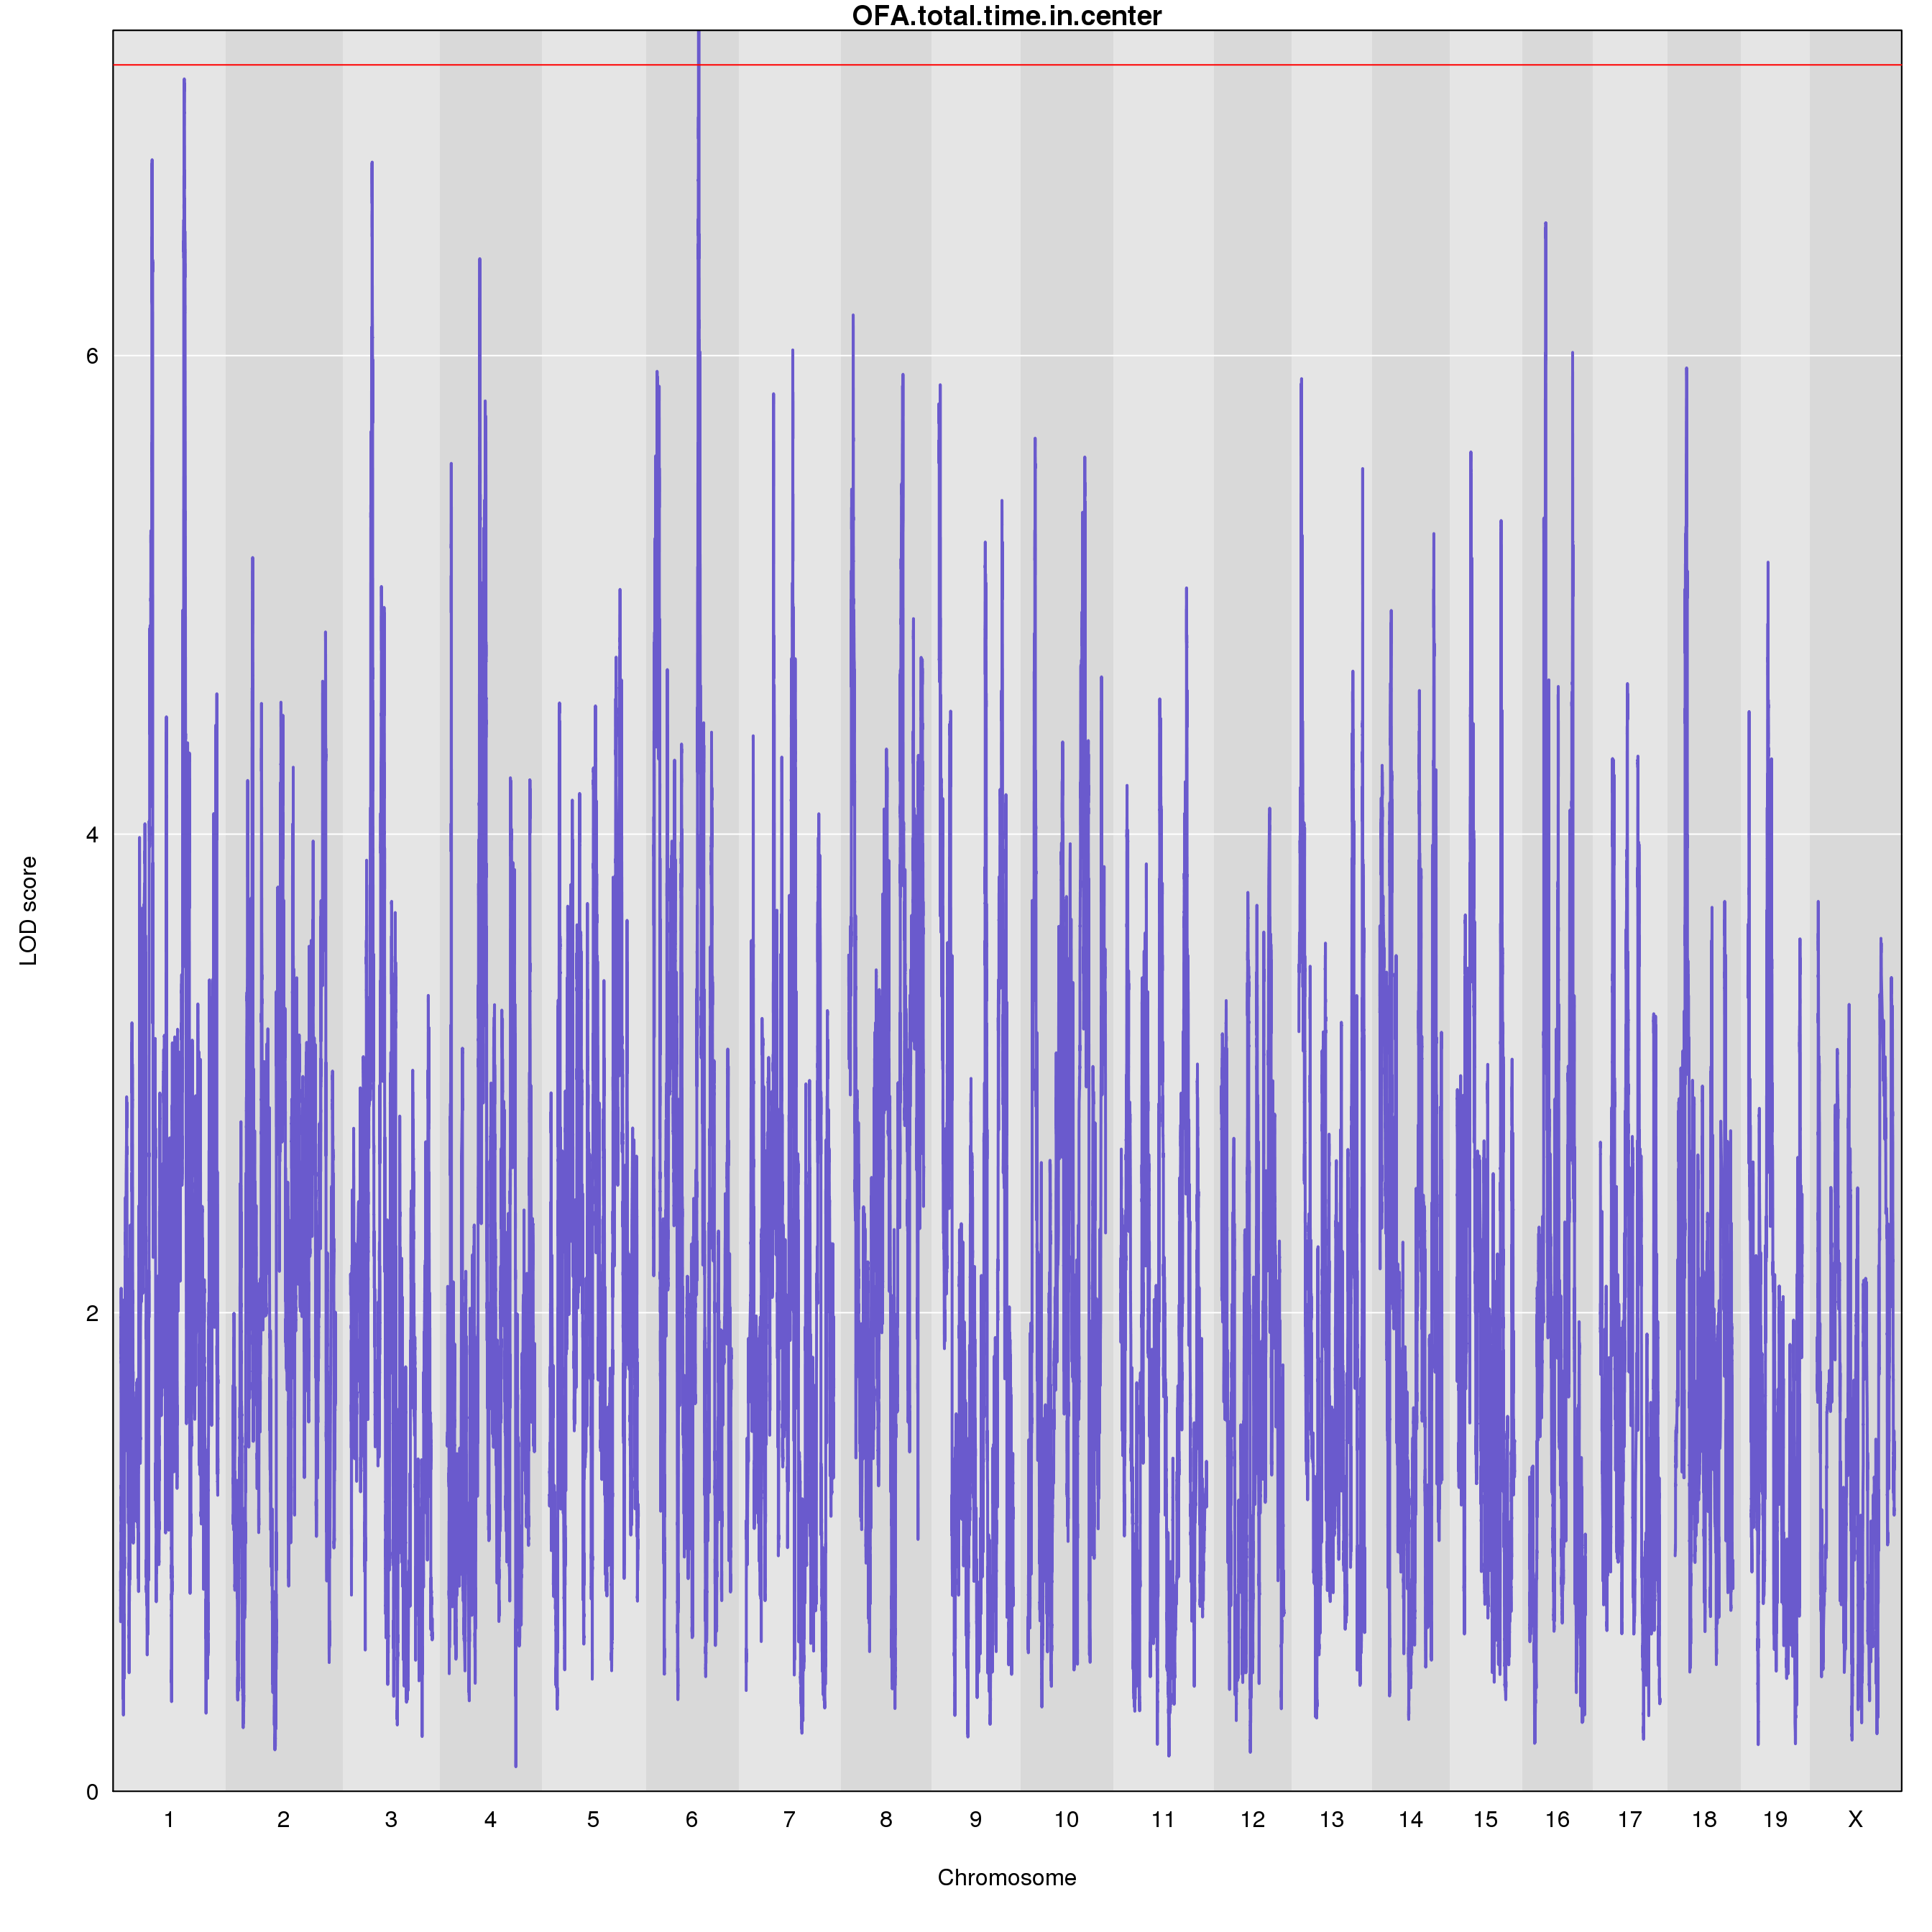 OFA.total.time.in.center
LOD score
6
4
2
0
1 2 3 4 5 6 7 8 9 10 11 12 13 14 15 16 17 18 19 X
Chromosome